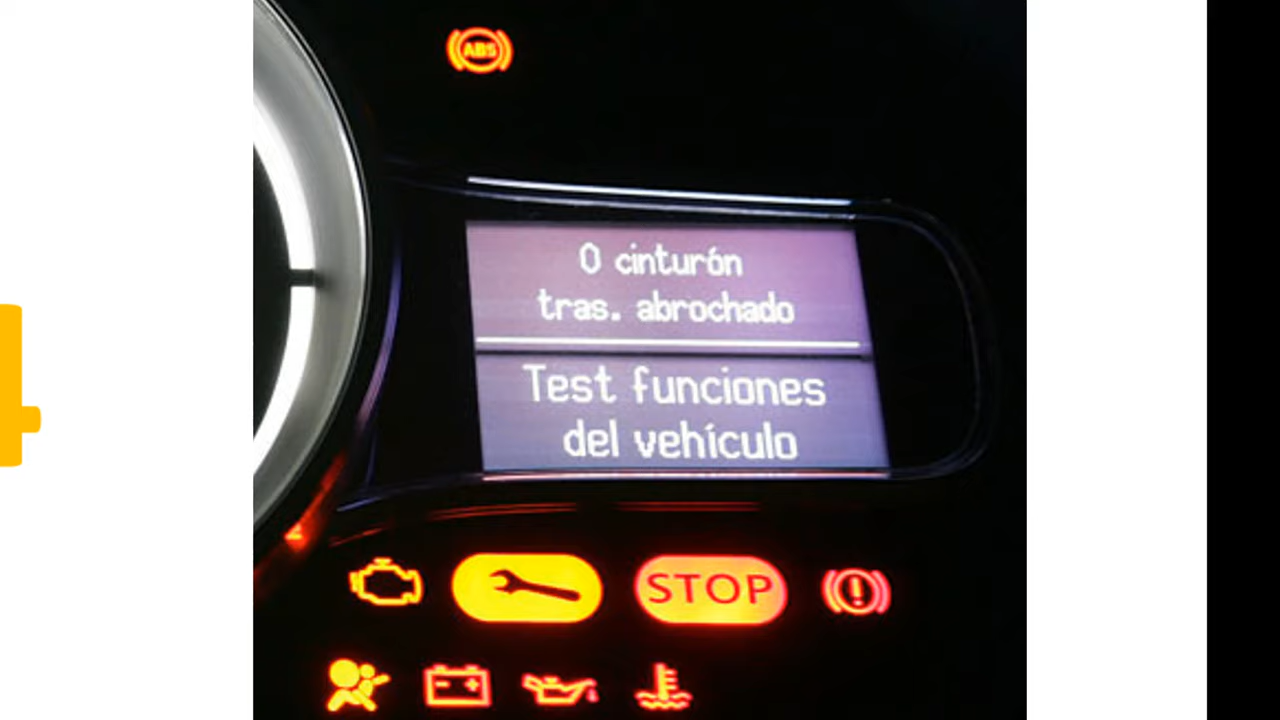 ABS
0 cinturón
tras. abrochado
Test funciones
del vehículo
STOP